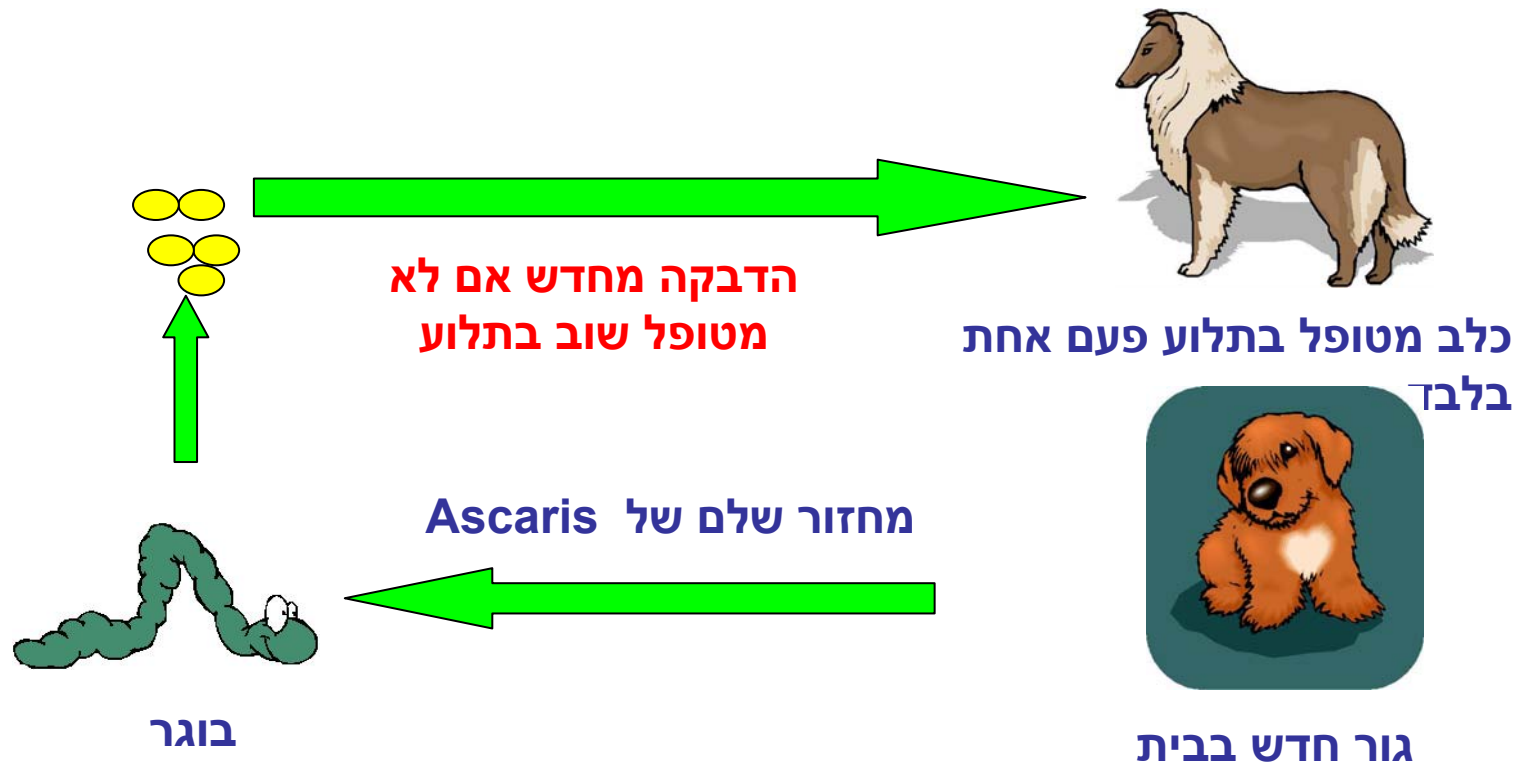 הדבקה מחדש אם לא
מטופל שוב בתלוע
כלב מטופל בתלוע פעם אחת
בלבד
מחזור שלם של Ascaris
בוגר
גור חדש בבית